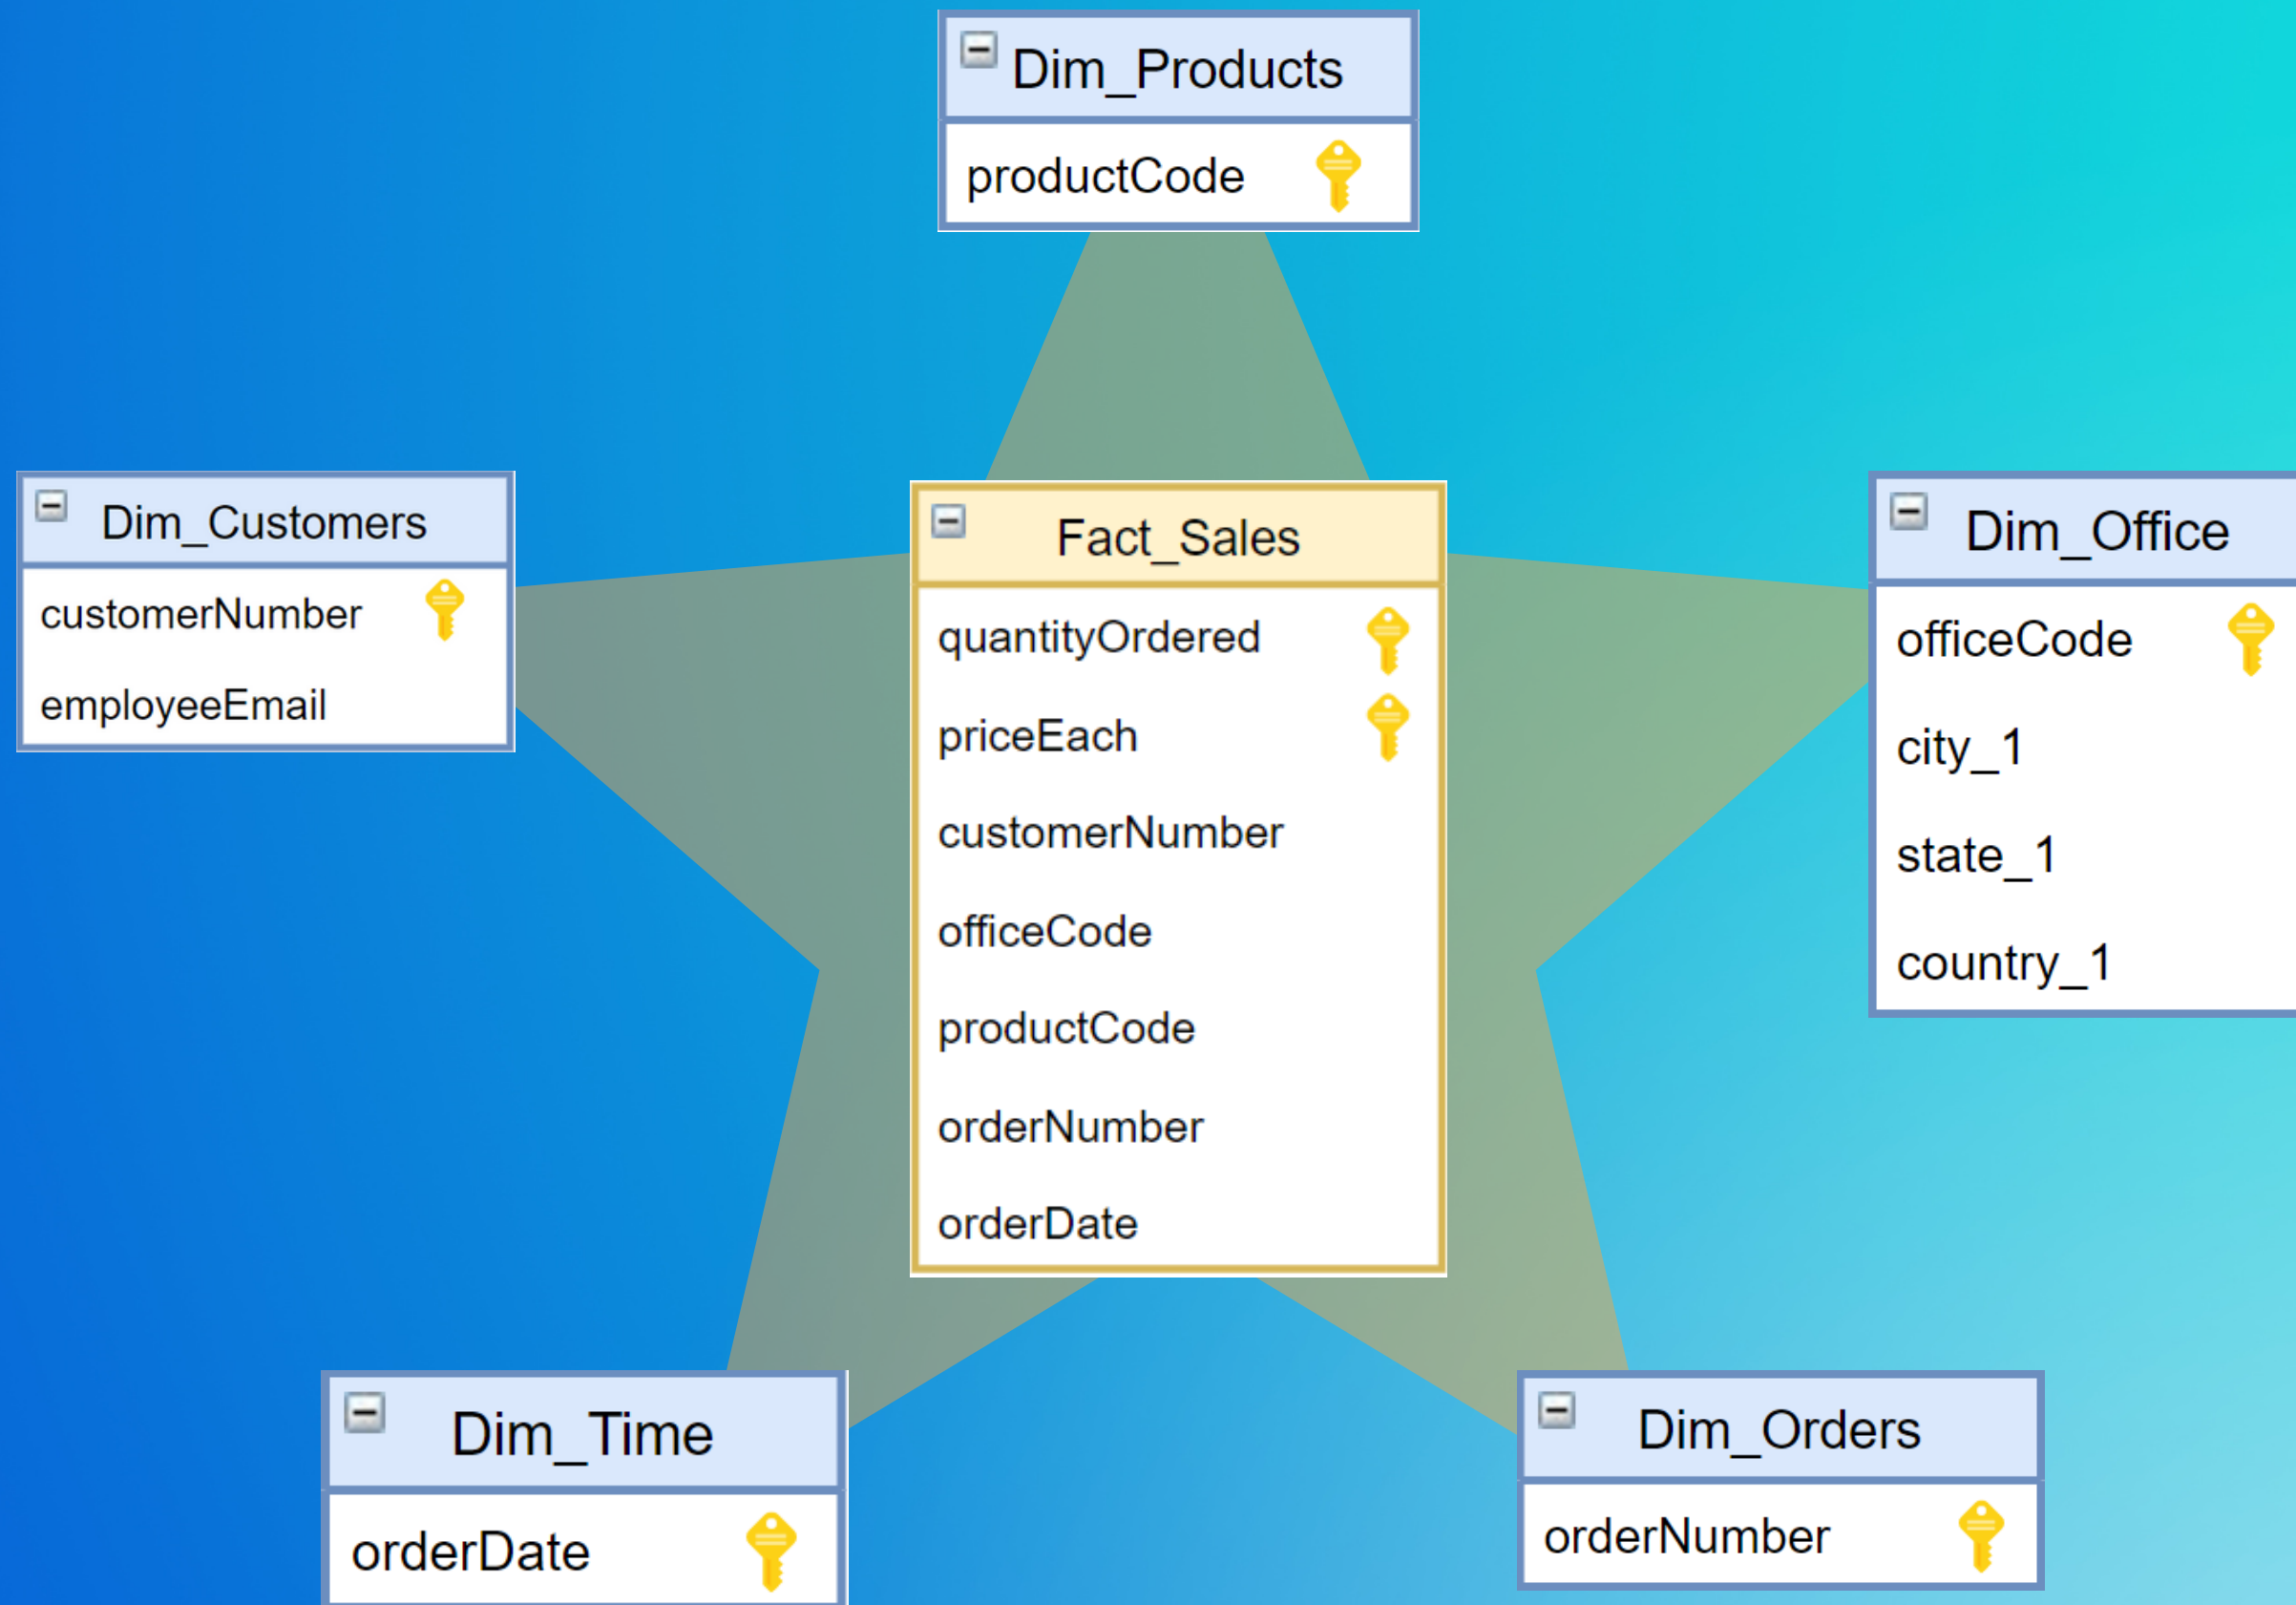 Dim_Products
productCode
Dim_Customers
customerNumber
employeeEmail
Fact_Sales
quantityOrdered
priceEach
customerNumber
officeCode
productCode
orderNumber
orderDate
Dim_Office
officeCode
city_1
state_1
country_1
Dim_Time
orderDate
Dim_Orders
orderNumber